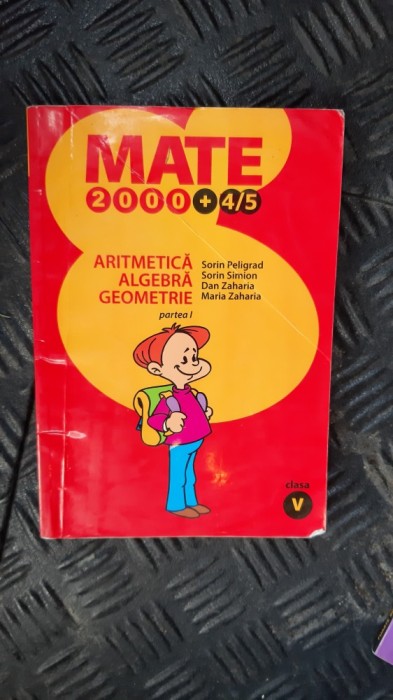 MATE
2000+4/5
ARITMETICĂ
ALGEBRĂ
GEOMETRIE
partea I
Sorin Peligrad
Sorin Simion
Dan Zaharia
Maria Zaharia
clasa
V